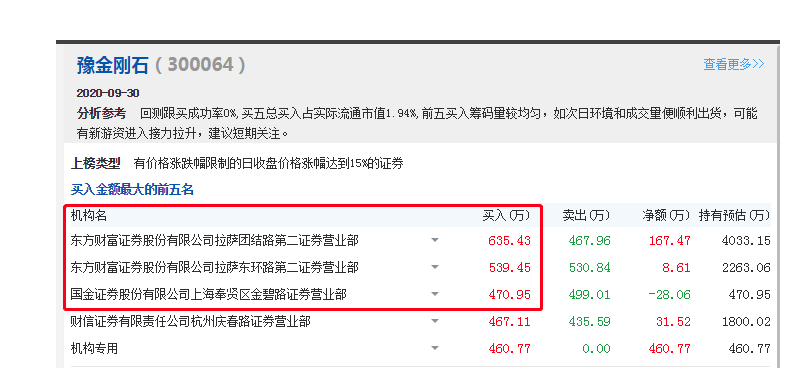 豫金刚石(300064) 查看更多>>
2020-09-30
分析参考 回测跟买成功率0%,买五总买入占实际流通市值1.94%,前五买入筹码量较均匀，如次日环境和成交量便顺利出货，可能
有新游资进入接力拉升，建议短期关注。
上榜类型 有价格涨跌幅限制的日收盘价格涨幅达到15%的证券
买入金额最大的前五名
机构名 买入(万) 卖出(万) 净额(万) 持有预估(万)
东方财富证券股份有限公司拉萨团结路第二证券营业部 635.43 467.96 167.47 4033.15
东方财富证券股份有限公司拉萨东环路第二证券营业部 539.45 530.84 8.61 2263.06
国金证券股份有限公司上海奉贤区金碧路证券营业部 470.95 499.01 -28.06 470.95
财信证券有限责任公司杭州庆春路证券营业部 467.11 435.59 31.52 1800.02
机构专用 460.77 0.00 460.77 460.77